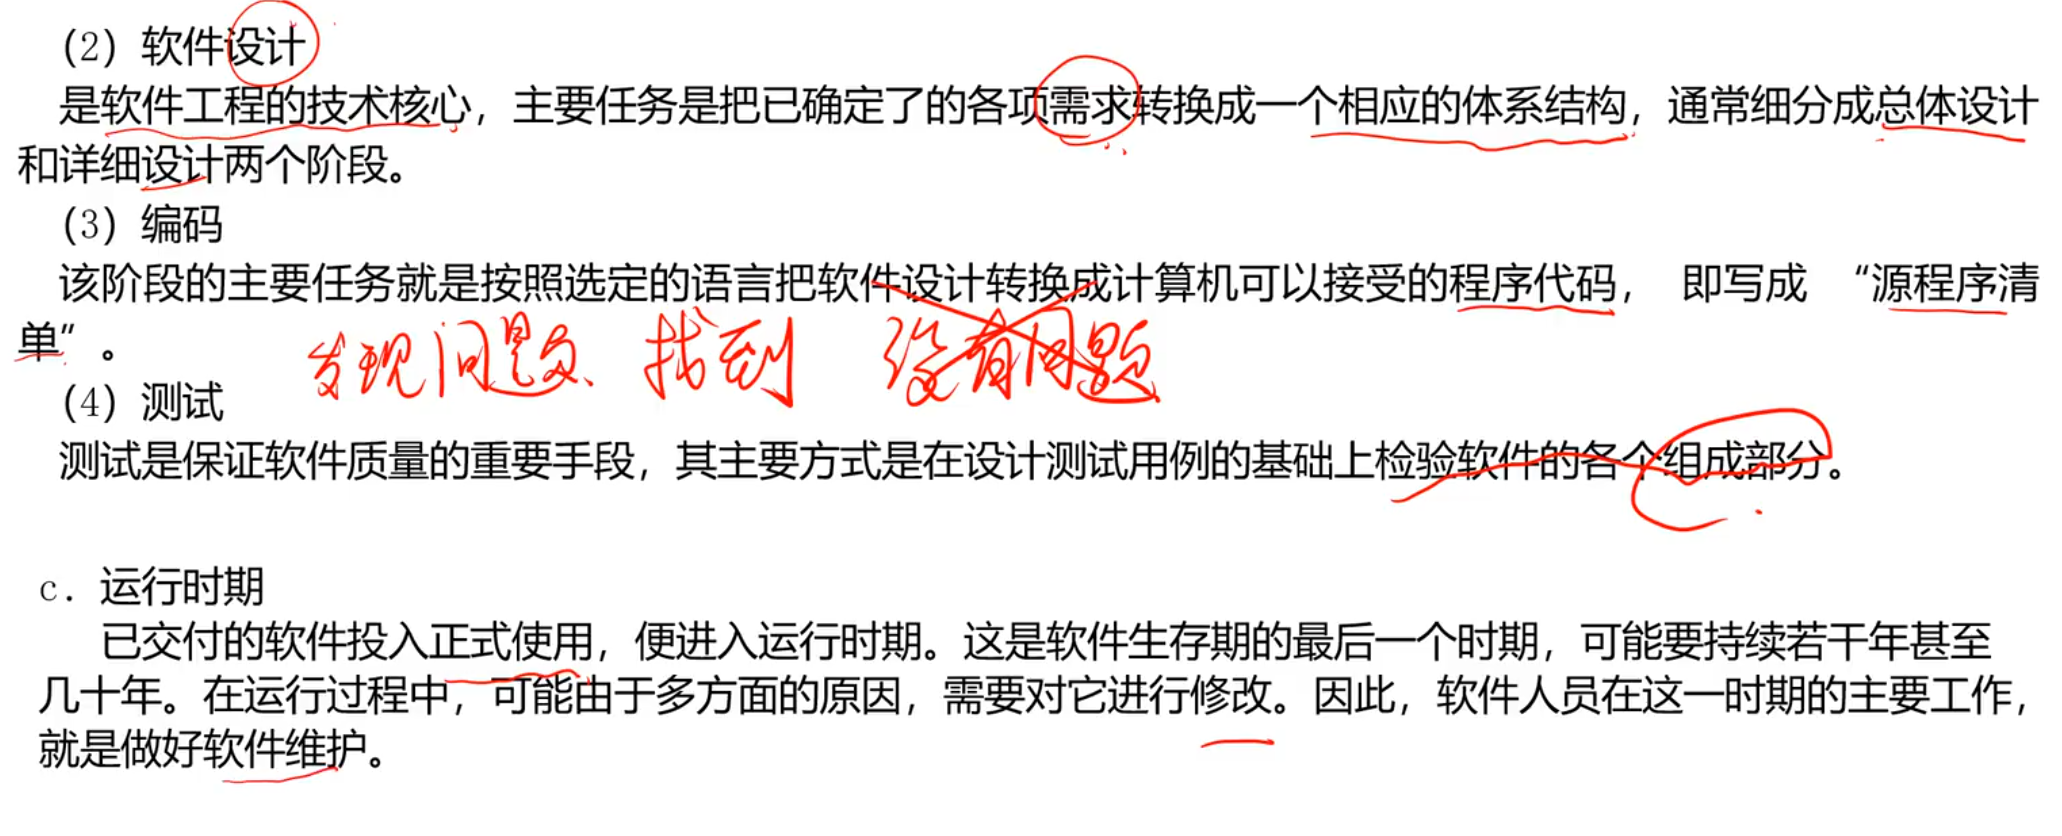 （2）软件设计
是软件工程的技术核心，主要任务是把已确定了的各项需求转换成一个相应的体系结构，通常细分成总体设计
和详细设计两个阶段。
（3）编码
该阶段的主要任务就是按照选定的语言把软件设计转换成计算机可以接受的程序代码， 即写成 “源程序清
单”。
发现问题 找到 没有问题
（4）测试
测试是保证软件质量的重要手段，其主要方式是在设计测试用例的基础上检验软件的各个组成部分。
c. 运行时期
已交付的软件投入正式使用，便进入运行时期。这是软件生存期的最后一个时期，可能要持续若干年甚至
几十年。在运行过程中，可能由于多方面的原因，需要对它进行修改。因此，软件人员在这一时期的主要工作，
就是做好软件维护。